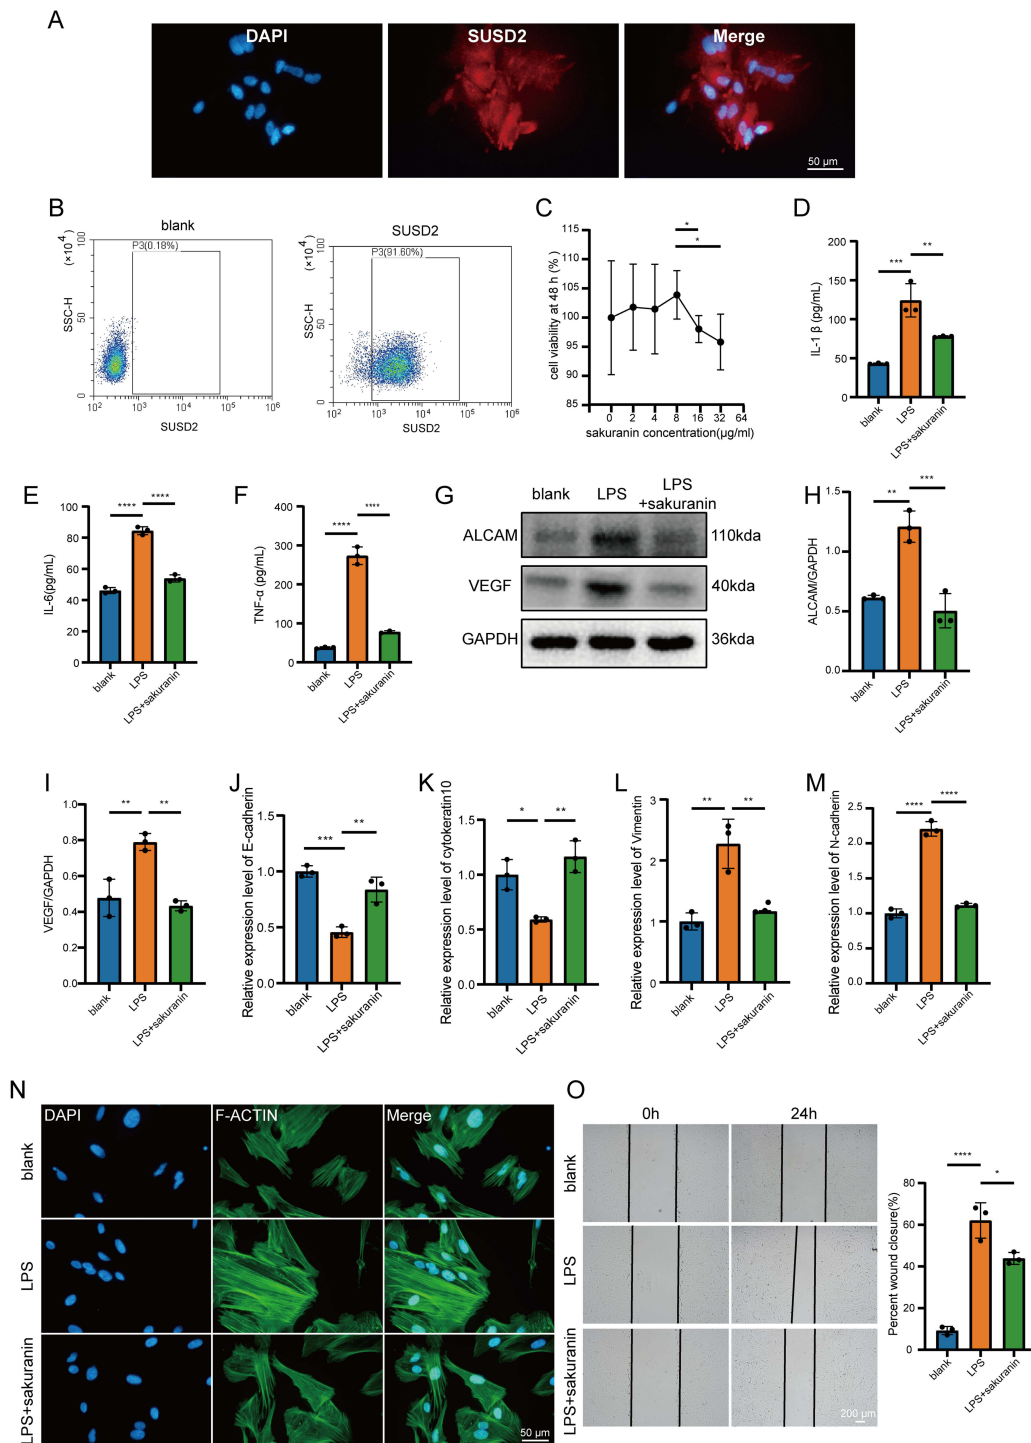 A
DAPI
SUSD2
Merge
50 µm
B
blank
P3(0.18%)
(×10⁴)
SSC-H
100
50
0
10² 10³ 10⁴ 10⁵ 10⁶
SUSD2
SUSD2
P3(91.60%)
(×10⁴)
SSC-H
100
50
0
10² 10³ 10⁴ 10⁵ 10⁶
SUSD2
C
cell viability at 48 h (%)
115
110
105
100
95
90
85
*
*
0 2 4 8 16 32 64
sakuranin concentration(µg/ml)
D
IL-1 β (pg/mL)
200
150
100
50
0
***
**
blank
LPS
LPS+sakuranin
E
IL-6(pg/mL)
100
80
60
40
20
0
****
****
blank
LPS
LPS+sakuranin
F
TNF-α (pg/mL)
400
300
200
100
0
****
****
blank
LPS
LPS+sakuranin
G
blank
LPS
LPS
+sakuranin
ALCAM
110kda
VEGF
40kda
GAPDH
36kda
H
ALCAM/GAPDH
1.5
1.0
0.5
0.0
**
***
blank
LPS
LPS+sakuranin
I
VEGF/GAPDH
1.0
0.8
0.6
0.4
0.2
0.0
**
**
blank
LPS
LPS+sakuranin
J
Relative expression level of E-cadherin
1.5
1.0
0.5
0.0
***
**
blank
LPS
LPS+sakuranin
K
Relative expression level of cytokeratin10
1.5
1.0
0.5
0.0
*
**
blank
LPS
LPS+sakuranin
L
Relative expression level of Vimentin
3
2
1
0
**
**
blank
LPS
LPS+sakuranin
M
Relative expression level of N-cadherin
2.5
2.0
1.5
1.0
0.5
0.0
****
****
blank
LPS
LPS+sakuranin
N
DAPI
F-ACTIN
Merge
blank
LPS
LPS+sakuranin
50 µm
O
0h
24h
blank
LPS
LPS+sakuranin
200 µm
Percent wound closure(%)
80
60
40
20
0
****
*
blank
LPS
LPS+sakuranin